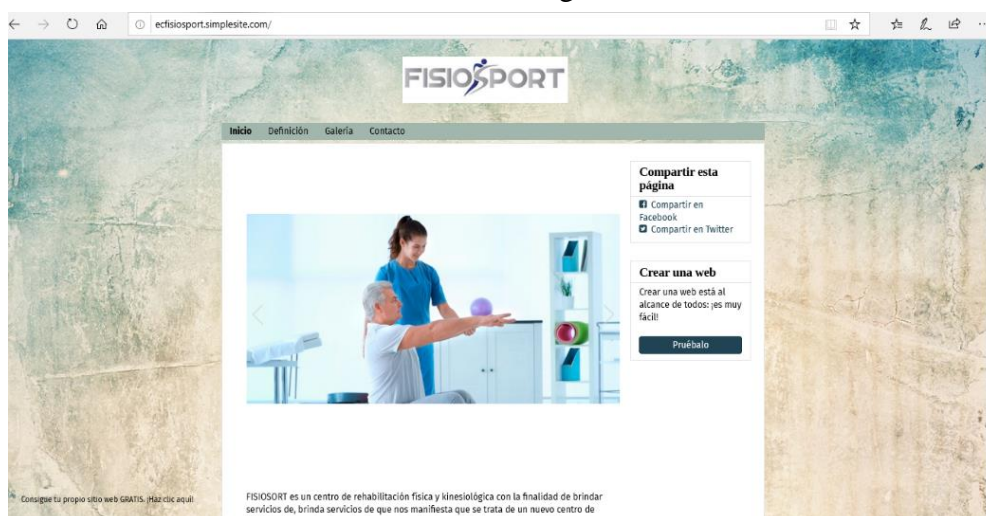 ecfisiosport.simplesite.com/
FISIOSPORT
Inicio Definición Galería Contacto
Compartir esta
página
Compartir en
Facebook
Compartir en Twitter
Crear una web
Crear una web está al
alcance de todos: ¡es muy
fácil!
Pruébalo
FISIOSORT es un centro de rehabilitación física y kinesiológica con la finalidad de brindar
Consigue tu propio sitio web GRATIS. ¡Haz clic aquí!
servicios de, brinda servicios de que nos manifiesta que se trata de un nuevo centro de